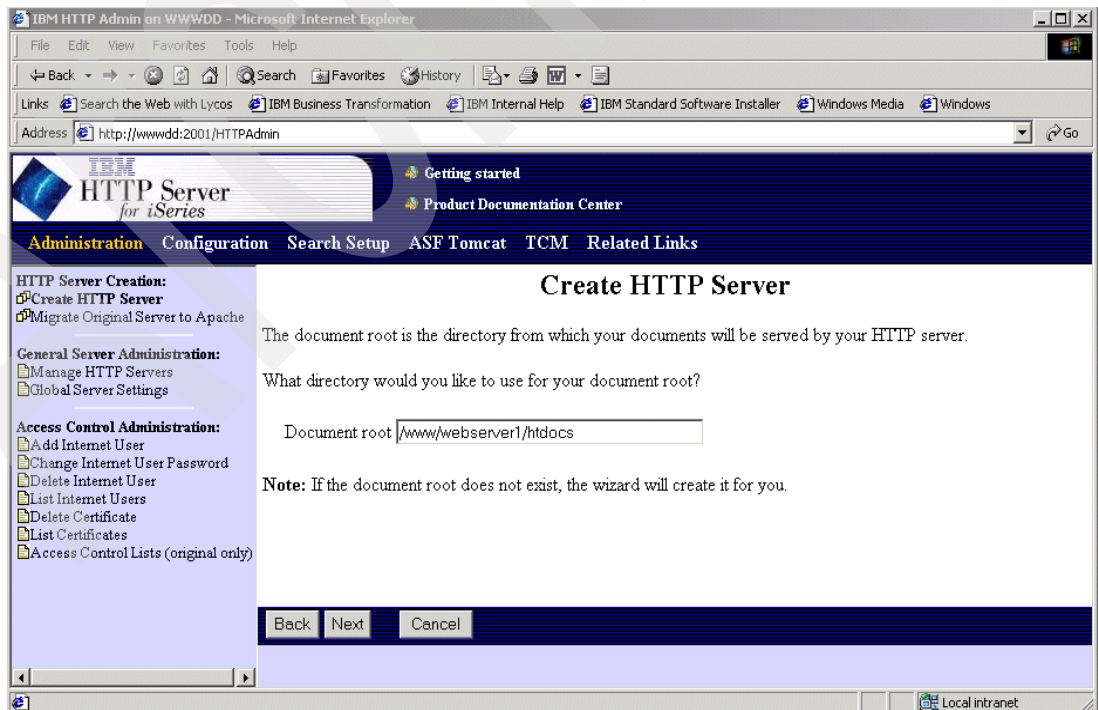 IBM HTTP Admin on WWWDD - Microsoft Internet Explorer
File Edit View Favorites Tools Help
Back Search Favorites History
Links Search the Web with Lycos IBM Business Transformation IBM Internal Help IBM Standard Software Installer Windows Media Windows
Address http://wwwdd:2001/HTTPAdmin Go
IBM
HTTP Server
for iSeries
Getting started
Product Documentation Center
Administration Configuration Search Setup ASF Tomcat TCM Related Links
HTTP Server Creation:
Create HTTP Server
Migrate Original Server to Apache
General Server Administration:
Manage HTTP Servers
Global Server Settings
Access Control Administration:
Add Internet User
Change Internet User Password
Delete Internet User
List Internet Users
Delete Certificate
List Certificates
Access Control Lists (original only)
Create HTTP Server
The document root is the directory from which your documents will be served by your HTTP server.
What directory would you like to use for your document root?
Document root /www/webserver1/htdocs
Note: If the document root does not exist, the wizard will create it for you.
Back Next Cancel
Local intranet